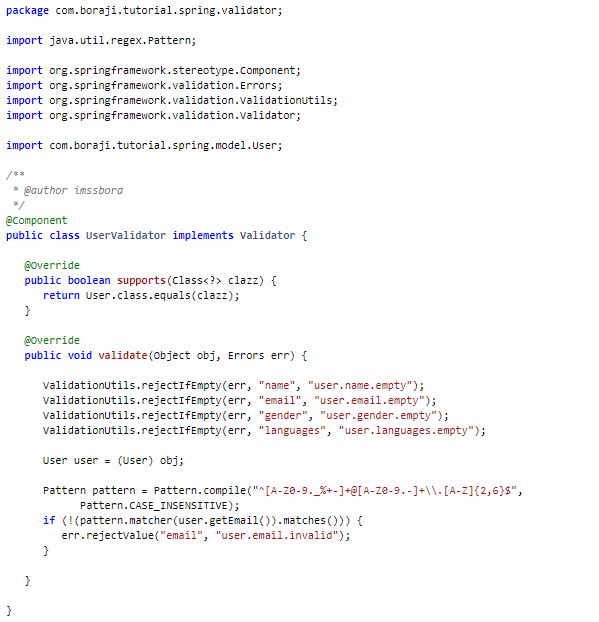 package com.boraji.tutorial.spring.validator;
import java.util.regex.Pattern;
import org.springframework.stereotype.Component;
import org.springframework.validation.Errors;
import org.springframework.validation.ValidationUtils;
import org.springframework.validation.Validator;
import com.boraji.tutorial.spring.model.User;
/**
 * @author imssbora
 */
@Component
public class UserValidator implements Validator {
   @Override
   public boolean supports(Class<?> clazz) {
      return User.class.equals(clazz);
   }
   @Override
   public void validate(Object obj, Errors err) {
      ValidationUtils.rejectIfEmpty(err, "name", "user.name.empty");
      ValidationUtils.rejectIfEmpty(err, "email", "user.email.empty");
      ValidationUtils.rejectIfEmpty(err, "gender", "user.gender.empty");
      ValidationUtils.rejectIfEmpty(err, "languages", "user.languages.empty");
      User user = (User) obj;
      Pattern pattern = Pattern.compile("^[A-Z0-9._%+-]+@[A-Z0-9.-]+\\.[A-Z]{2,6}$",
            Pattern.CASE_INSENSITIVE);
      if (!(pattern.matcher(user.getEmail()).matches())) {
         err.rejectValue("email", "user.email.invalid");
      }
   }
}